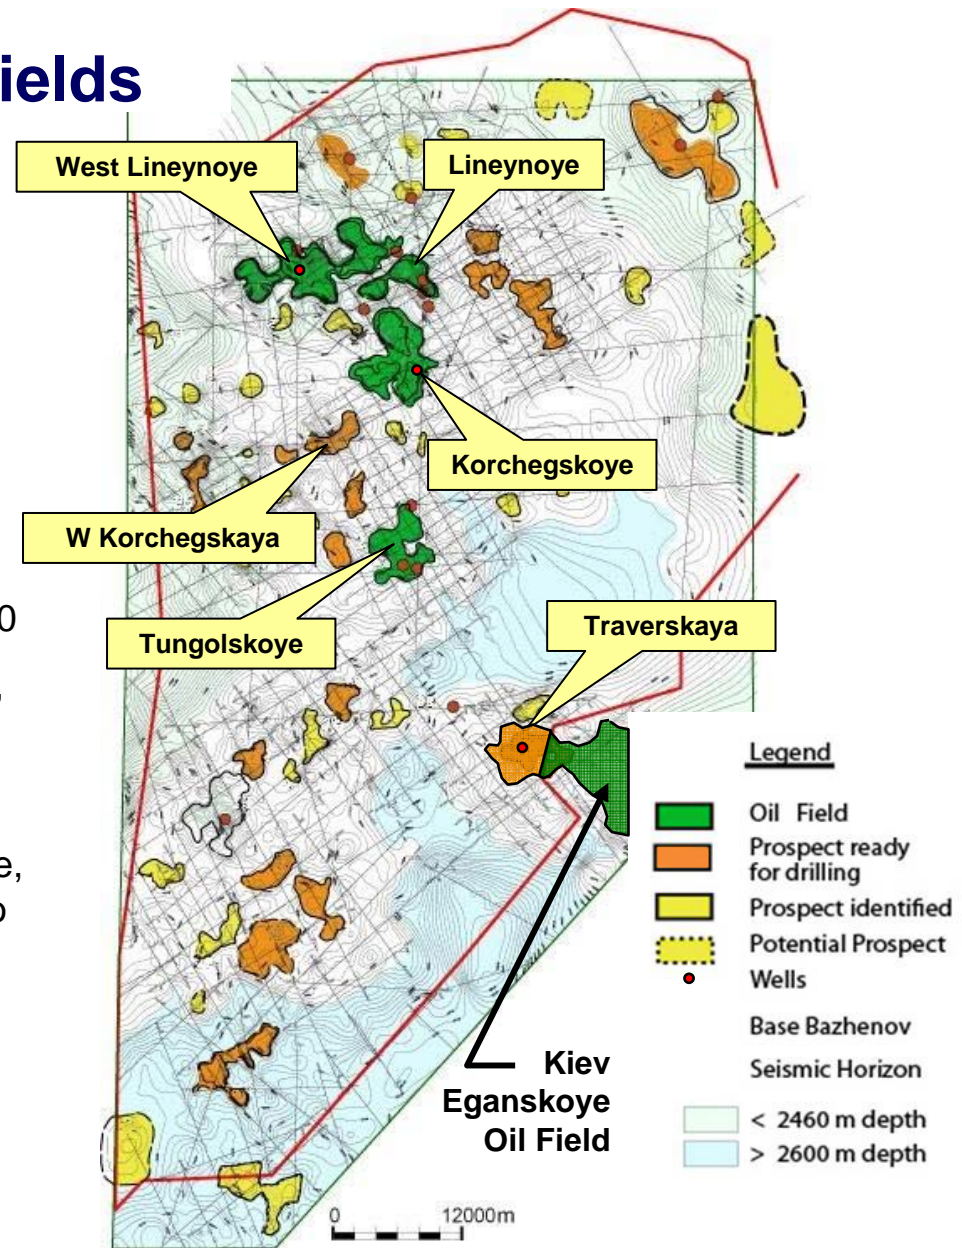 ields
West Lineynoye
Lineynoye
Korchegskoye
W Korchegskaya
0
Tungolskoye
Traverskaya
,
e,
o
Kiev
Eganskoye
Oil Field
Legend
Oil Field
Prospect ready
for drilling
Prospect identified
Potential Prospect
Wells
Base Bazhenov
Seismic Horizon
< 2460 m depth
> 2600 m depth
0 12000m